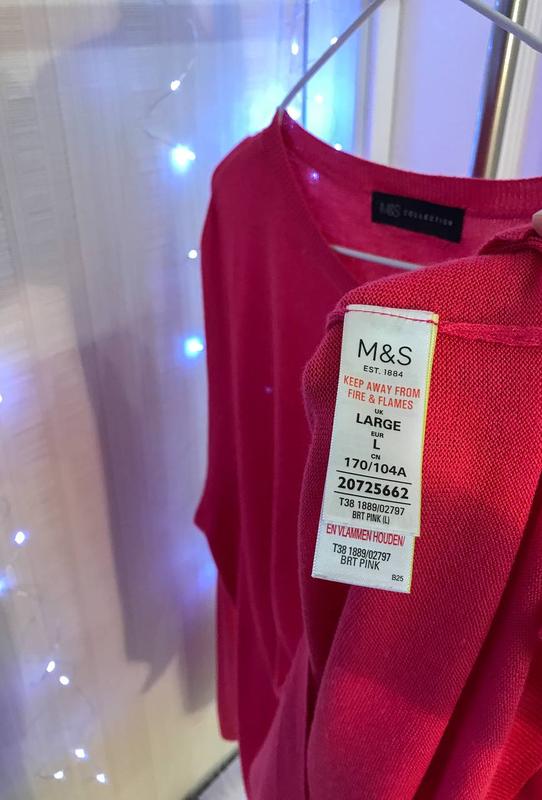 M&S COLLECTION
M&S
EST. 1884
KEEP AWAY FROM
FIRE & FLAMES
UK
LARGE
EUR
L
CN
170/104A
20725662
T38 1889/02797
BRT PINK (L)
EN VLAMMEN HOUDEN/
T38 1889/02797
BRT PINK
B25